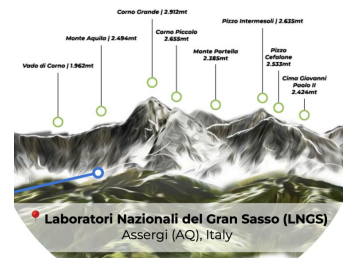 Corno Grande | 2.912mt
Monte Aquila | 2.494mt
Corno Piccolo
2.655mt
Pizzo Intermesoli | 2.635mt
Vado di Corno | 1.962mt
Monte Portella
2.385mt
Pizzo
Cefalone
2.533mt
Cima Giovanni
Paolo II
2.424mt
Laboratori Nazionali del Gran Sasso (LNGS)
Assergi (AQ), Italy